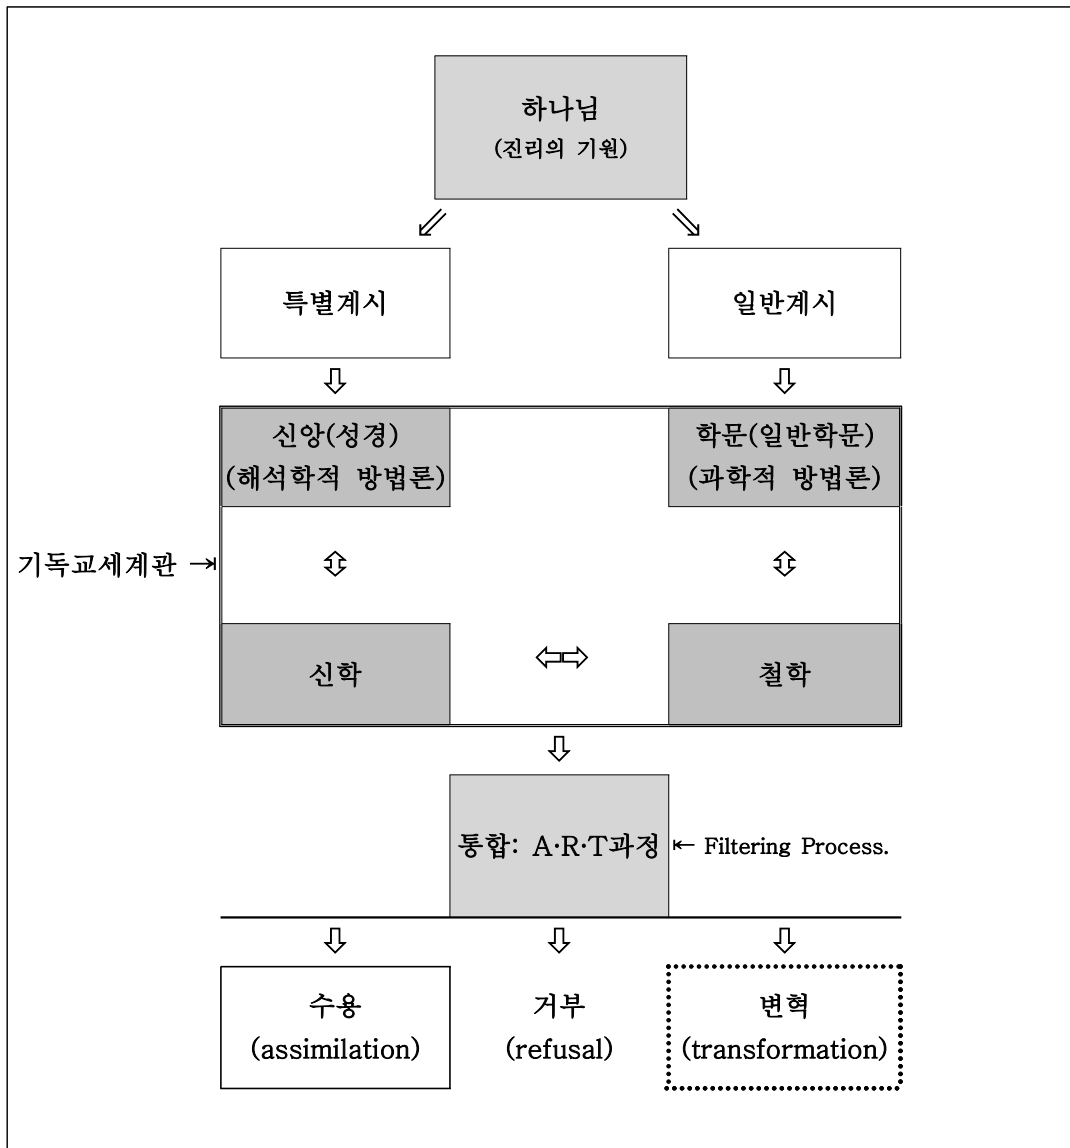 하나님
(진리의 기원)
특별계시
일반계시
신앙(성경)
(해석학적 방법론)
학문(일반학문)
(과학적 방법론)
기독교세계관
신학
철학
통합: A·R·T과정
Filtering Process.
수용
(assimilation)
거부
(refusal)
변혁
(transformation)